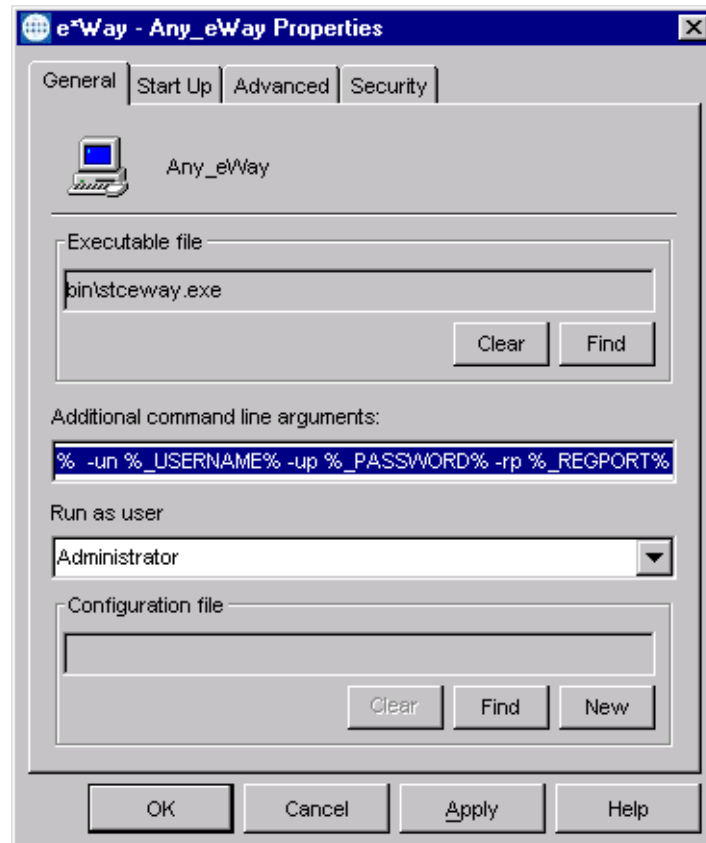 e*Way - Any_eWay Properties
General Start Up Advanced Security
Any_eWay
Executable file
bin\stceway.exe
Clear Find
Additional command line arguments:
% -un %_USERNAME% -up %_PASSWORD% -rp %_REGPORT%
Run as user
Administrator
Configuration file
Clear Find New
OK Cancel Apply Help